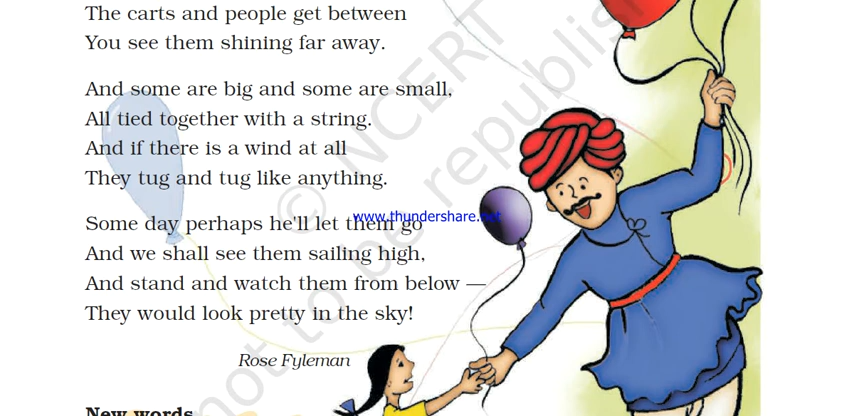 The carts and people get between
You see them shining far away.
And some are big and some are small,
All tied together with a string.
And if there is a wind at all
They tug and tug like anything.
Some day perhaps he'll let them go
www.thundershare.net
And we shall see them sailing high,
And stand and watch them from below —
They would look pretty in the sky!
Rose Fyleman
New words
© NCERT
not to be republish